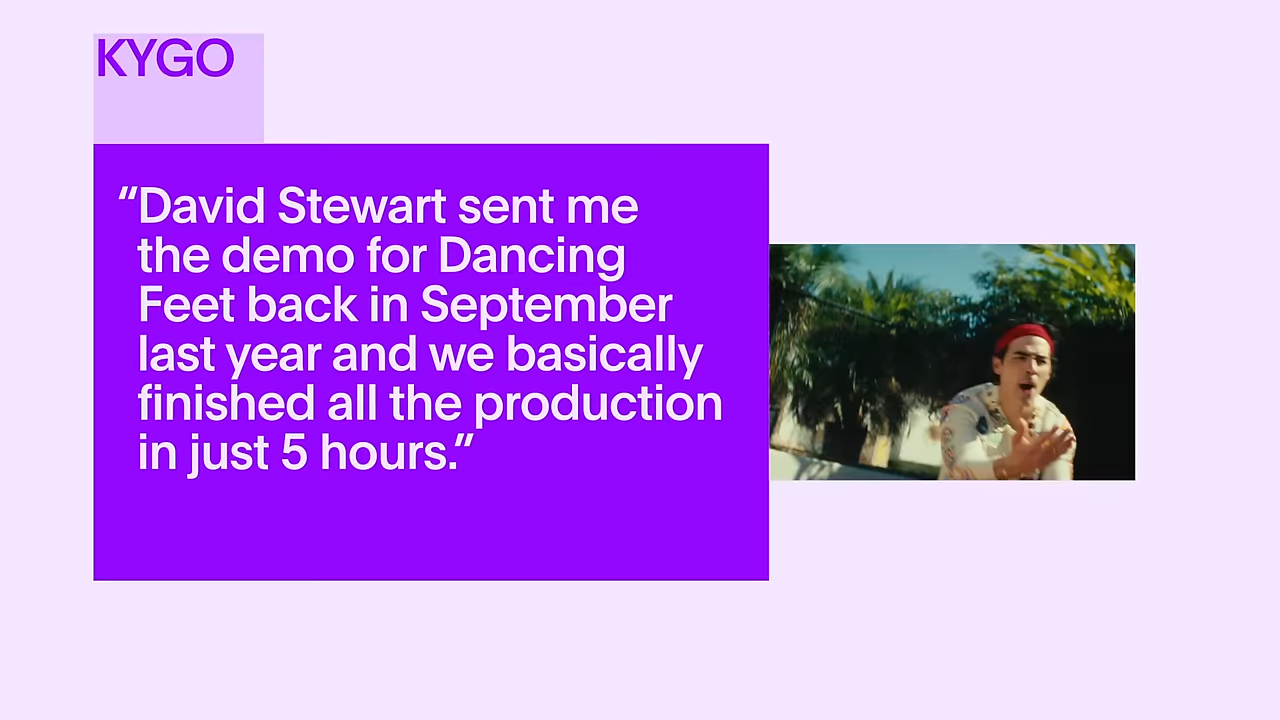 KYGO
“David Stewart sent me
the demo for Dancing
Feet back in September
last year and we basically
finished all the production
in just 5 hours.”